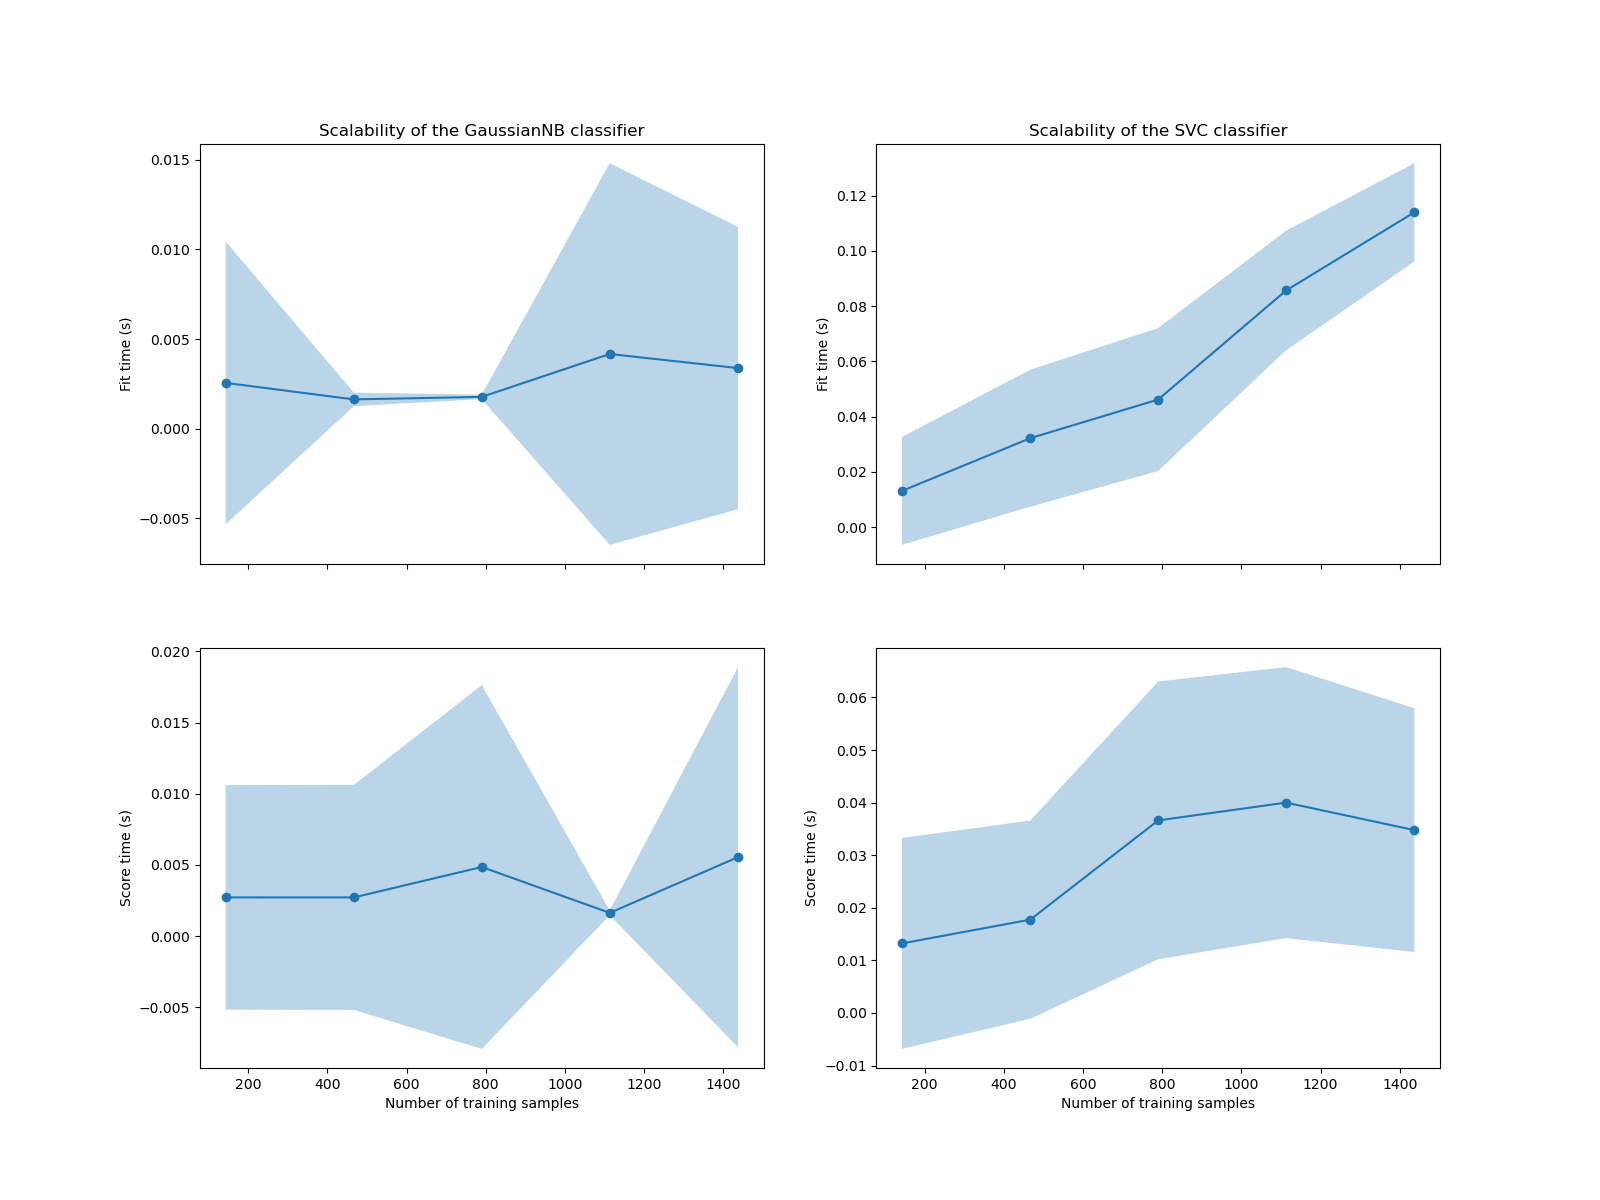 Scalability of the GaussianNB classifier
0.015
0.010
0.005
0.000
−0.005
Fit time (s)
Scalability of the SVC classifier
0.12
0.10
0.08
0.06
0.04
0.02
0.00
Fit time (s)
0.020
0.015
0.010
0.005
0.000
−0.005
Score time (s)
200 400 600 800 1000 1200 1400
Number of training samples
0.06
0.05
0.04
0.03
0.02
0.01
0.00
−0.01
Score time (s)
200 400 600 800 1000 1200 1400
Number of training samples